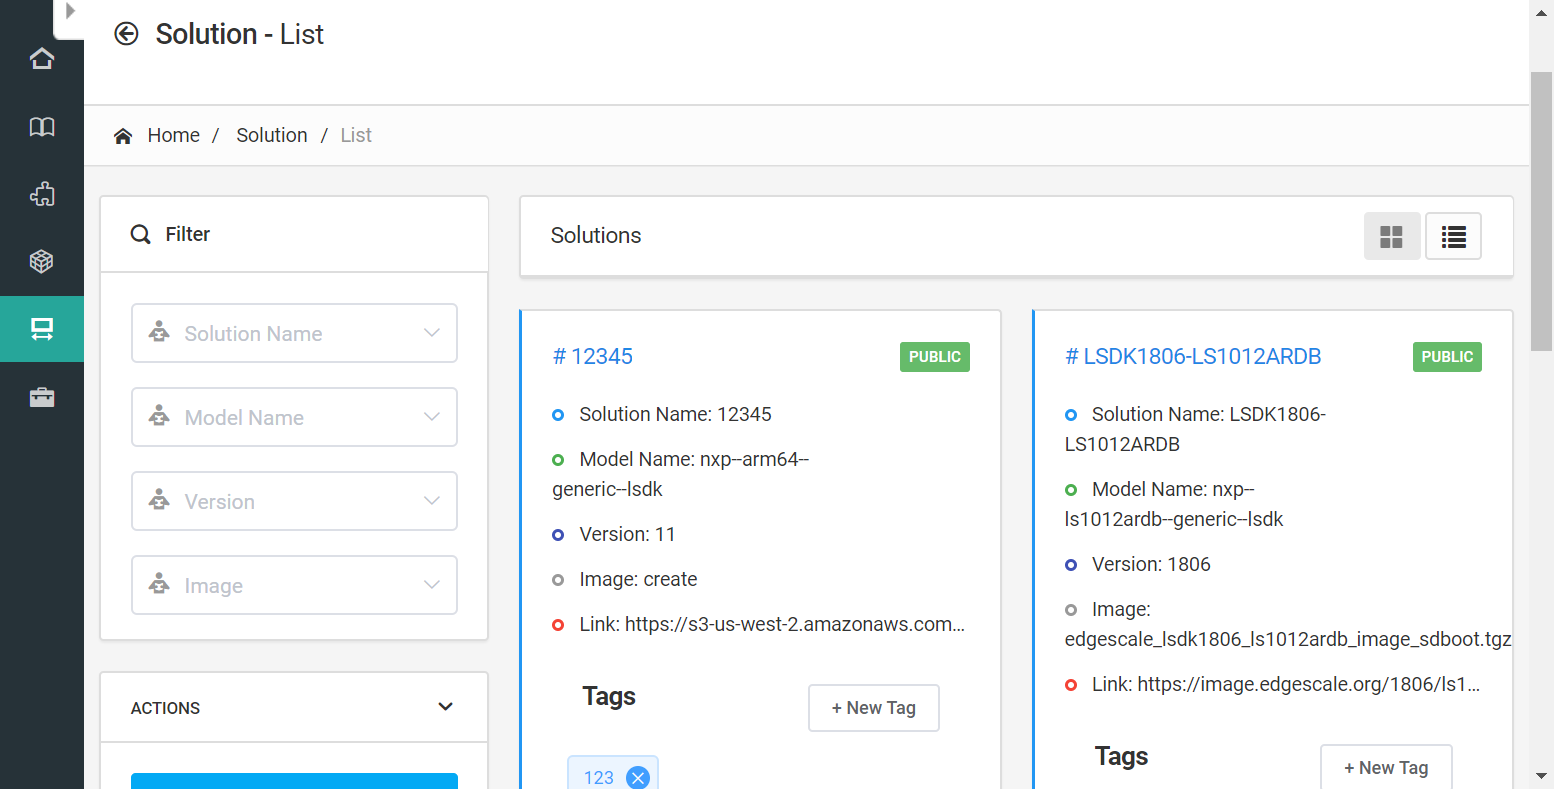 Solution - List
Home / Solution / List
Filter
Solution Name
Model Name
Version
Image
ACTIONS
Solutions
# 12345
PUBLIC
Solution Name: 12345
Model Name: nxp--arm64--
generic--lsdk
Version: 11
Image: create
Link: https://s3-us-west-2.amazonaws.com...
Tags
+ New Tag
123
# LSDK1806-LS1012ARDB
PUBLIC
Solution Name: LSDK1806-
LS1012ARDB
Model Name: nxp--
ls1012ardb--generic--lsdk
Version: 1806
Image:
edgescale_lsdk1806_ls1012ardb_image_sdboot.tgz
Link: https://image.edgescale.org/1806/ls1...
Tags
+ New Tag